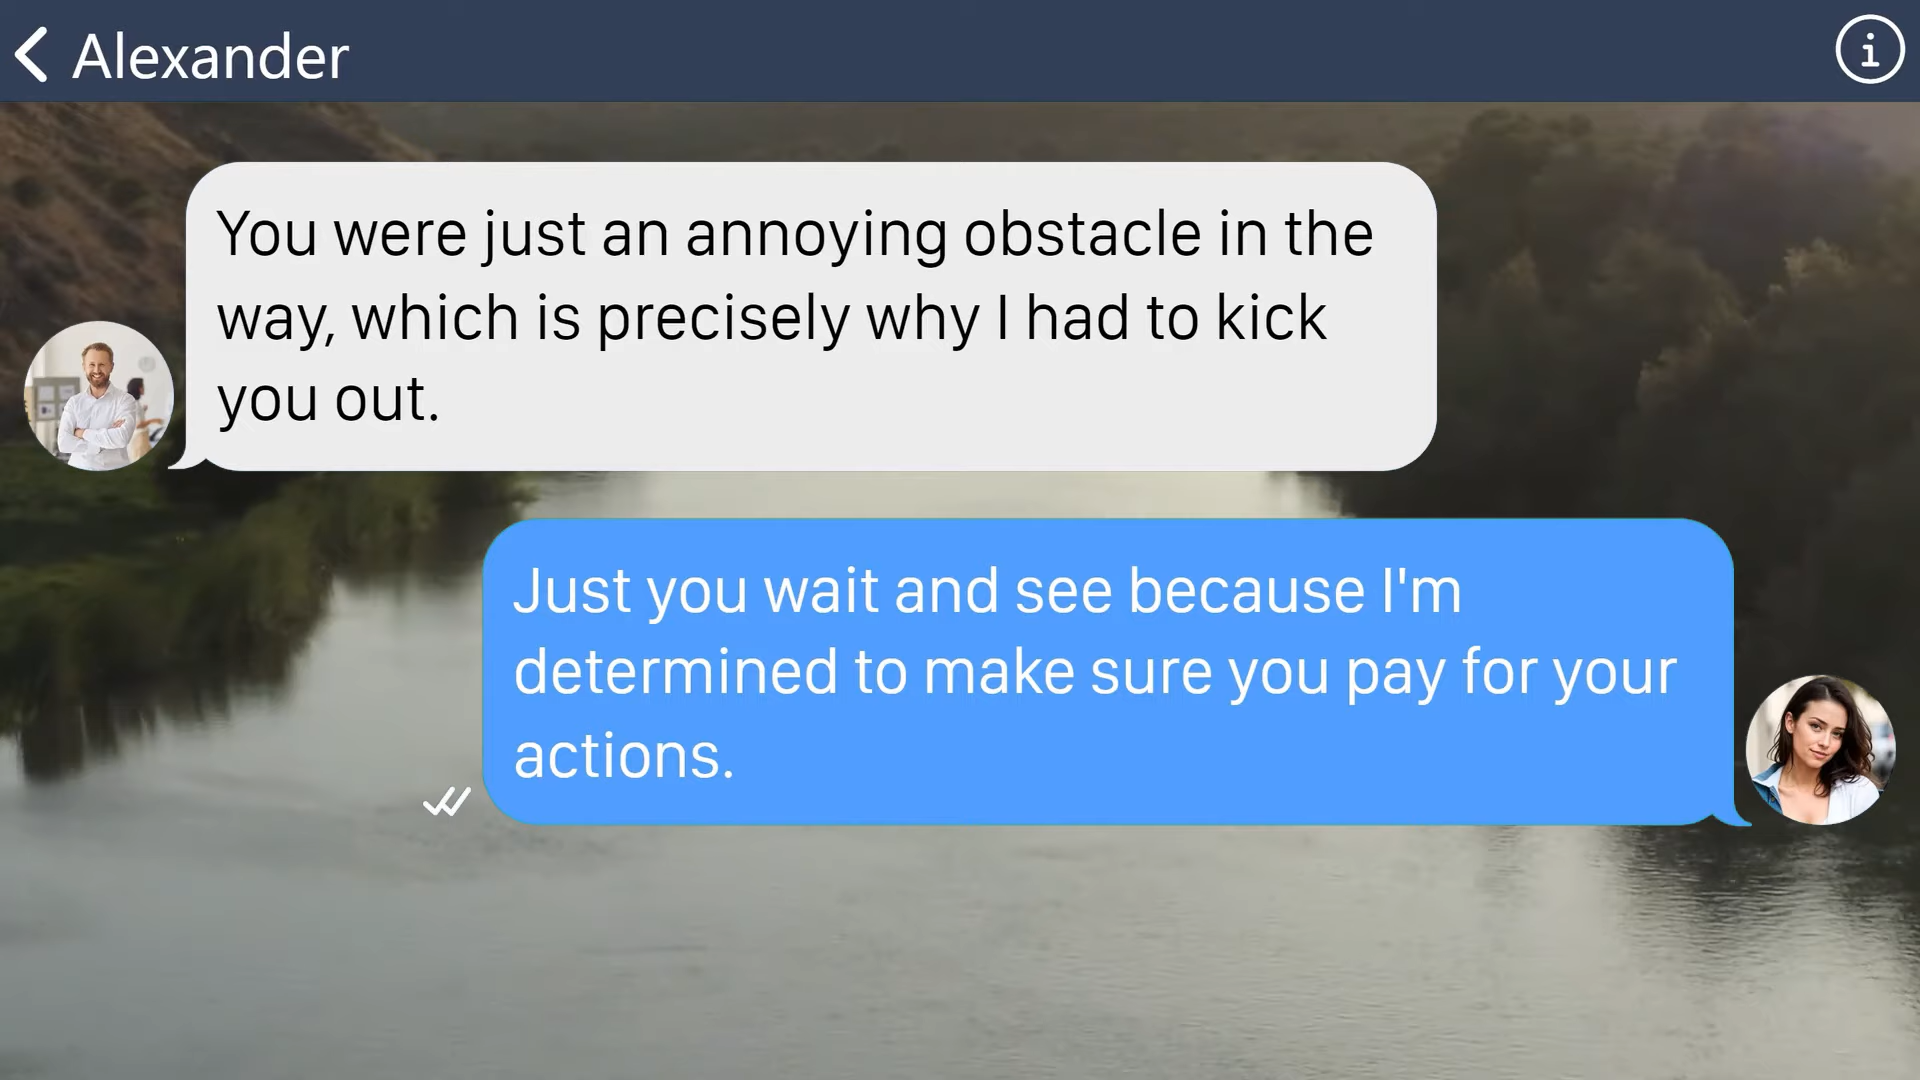 Alexander
You were just an annoying obstacle in the
way, which is precisely why I had to kick
you out.
Just you wait and see because I'm
determined to make sure you pay for your
actions.